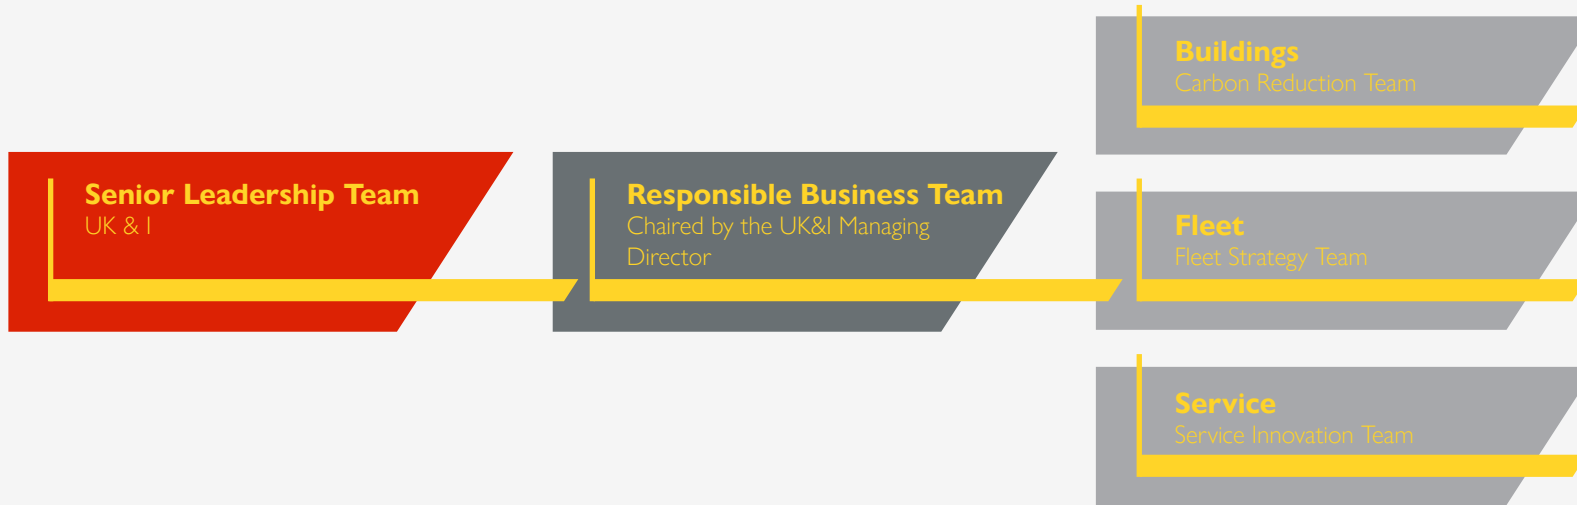 Senior Leadership Team
UK & I
Responsible Business Team
Chaired by the UK&I Managing
Director
Buildings
Carbon Reduction Team
Fleet
Fleet Strategy Team
Service
Service Innovation Team